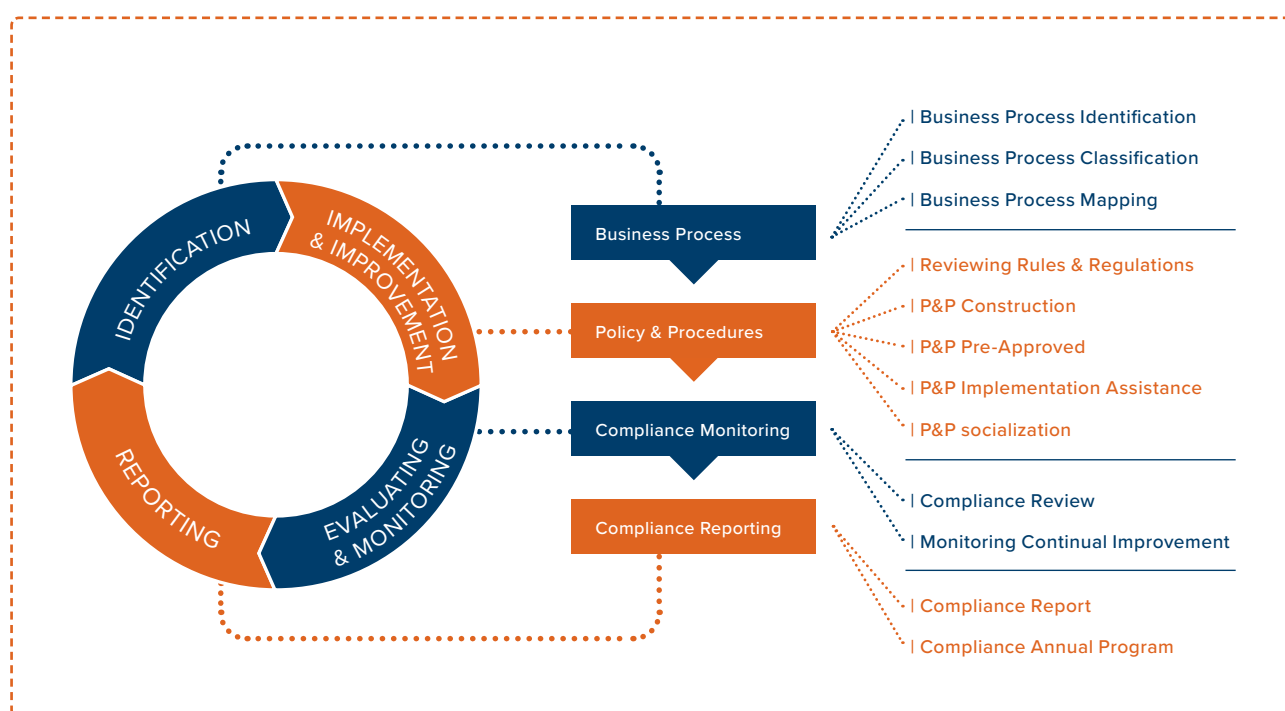 IDENTIFICATION
IMPLEMENTATION
& IMPROVEMENT
EVALUATING
& MONITORING
REPORTING
Business Process
Policy & Procedures
Compliance Monitoring
Compliance Reporting
| Business Process Identification
| Business Process Classification
| Business Process Mapping
| Reviewing Rules & Regulations
| P&P Construction
| P&P Pre-Approved
| P&P Implementation Assistance
| P&P socialization
| Compliance Review
| Monitoring Continual Improvement
| Compliance Report
| Compliance Annual Program